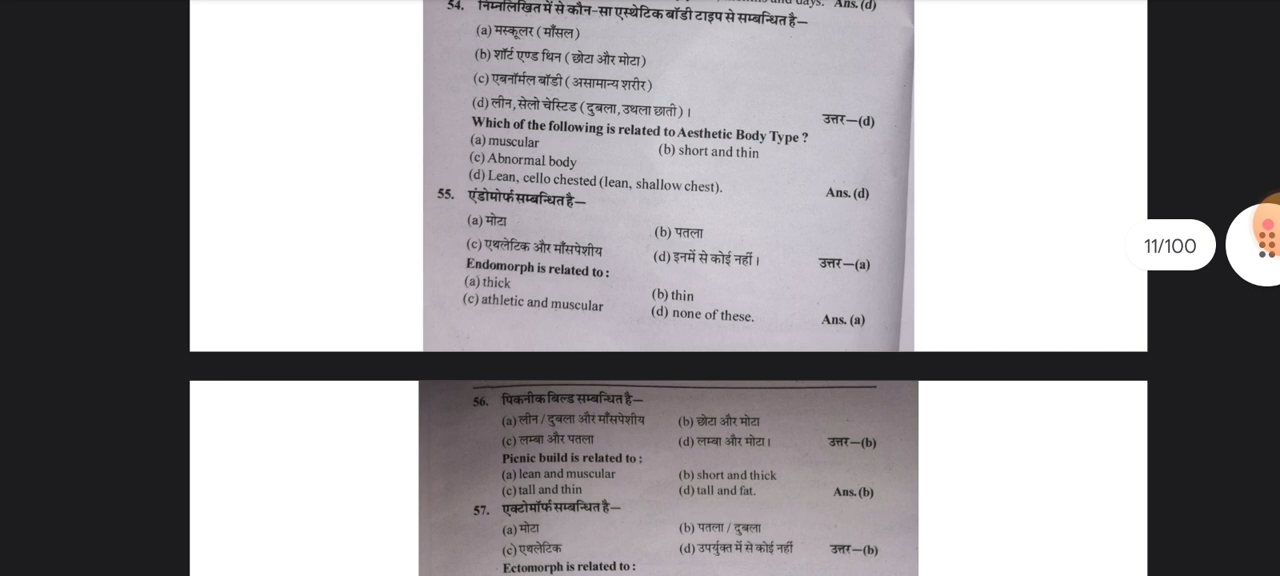 days. Ans. (d)
54. निम्नलिखित में से कौन-सा एस्थेटिक बॉडी टाइप से सम्बन्धित है—
(a) मस्कूलर ( माँसल )
(b) शॉर्ट एण्ड थिन ( छोटा और मोटा )
(c) एबनॉर्मल बॉडी ( असामान्य शरीर )
(d) लीन, सेलो चेस्टिड ( दुबला, उथला छाती ) । उत्तर—(d)
Which of the following is related to Aesthetic Body Type ?
(a) muscular (b) short and thin
(c) Abnormal body
(d) Lean, cello chested (lean, shallow chest). Ans. (d)
55. एंडोमोर्फ सम्बन्धित है—
(a) मोटा (b) पतला
(c) एथलेटिक और माँसपेशीय (d) इनमें से कोई नहीं । उत्तर—(a)
Endomorph is related to :
(a) thick (b) thin
(c) athletic and muscular (d) none of these. Ans. (a)
11/100
56. पिकनीक बिल्ड सम्बन्धित है—
(a) लीन / दुबला और माँसपेशीय (b) छोटा और मोटा
(c) लम्बा और पतला (d) लम्बा और मोटा । उत्तर—(b)
Picnic build is related to :
(a) lean and muscular (b) short and thick
(c) tall and thin (d) tall and fat. Ans. (b)
57. एक्टोमॉर्फ सम्बन्धित है—
(a) मोटा (b) पतला / दुबला
(c) एथलेटिक (d) उपर्युक्त में से कोई नहीं उत्तर—(b)
Ectomorph is related to :